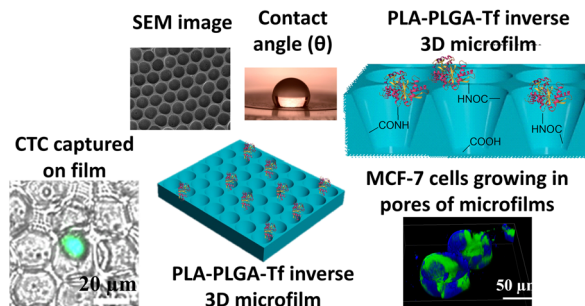 SEM image
Contact
angle (θ)
PLA-PLGA-Tf inverse
3D microfilm
HNOC
CONH
HNOC
COOH
CTC captured
on film
20 µm
PLA-PLGA-Tf inverse
3D microfilm
MCF-7 cells growing in
pores of microfilms
50 µm